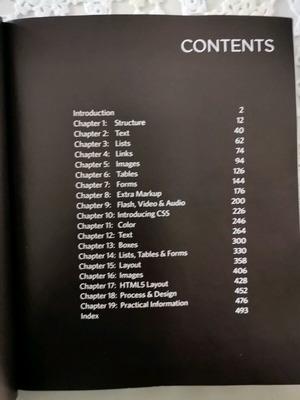 CONTENTS
Introduction 2
Chapter 1: Structure 12
Chapter 2: Text 40
Chapter 3: Lists 62
Chapter 4: Links 74
Chapter 5: Images 94
Chapter 6: Tables 126
Chapter 7: Forms 144
Chapter 8: Extra Markup 176
Chapter 9: Flash, Video & Audio 200
Chapter 10: Introducing CSS 226
Chapter 11: Color 246
Chapter 12: Text 264
Chapter 13: Boxes 300
Chapter 14: Lists, Tables & Forms 330
Chapter 15: Layout 358
Chapter 16: Images 406
Chapter 17: HTML5 Layout 428
Chapter 18: Process & Design 452
Chapter 19: Practical Information 476
Index 493